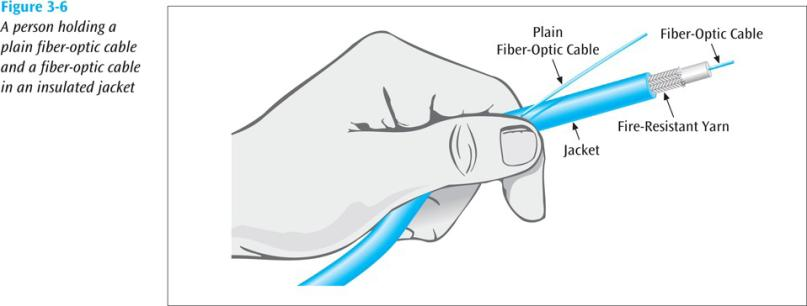 Figure 3-6
A person holding a
plain fiber-optic cable
and a fiber-optic cable
in an insulated jacket
Plain
Fiber-Optic Cable
Fiber-Optic Cable
Fire-Resistant Yarn
Jacket